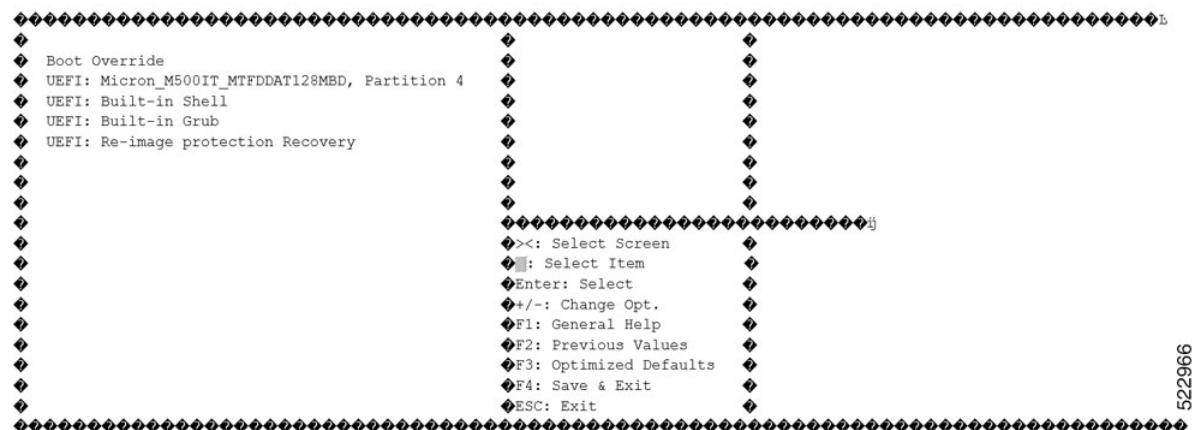 Boot Override
UEFI: Micron_M500IT_MTFDDAT128MBD, Partition 4
UEFI: Built-in Shell
UEFI: Built-in Grub
UEFI: Re-image protection Recovery
><: Select Screen
▒: Select Item
Enter: Select
+/-: Change Opt.
F1: General Help
F2: Previous Values
F3: Optimized Defaults
F4: Save & Exit
ESC: Exit
522966